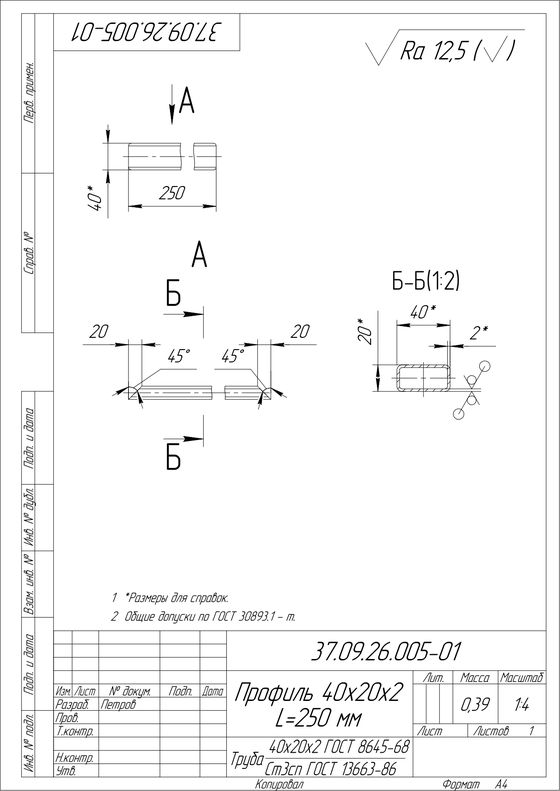 37.09.26.005-01
Ra 12,5 (√)
Перв. примен.
Справ. №
Подп. и дата
Инв. № дубл.
Взам. инв. №
Подп. и дата
Инв. № подл.
А
40*
250
А
Б
20
20
45°
45°
Б
Б-Б(1:2)
40*
20*
2*
1 *Размеры для справок.
2 Общие допуски по ГОСТ 30893.1 - m.
37.09.26.005-01
Изм. Лист № докум. Подп. Дата
Разраб. Петров
Пров.
Т.контр.
Н.контр.
Утв.
Профиль 40x20x2
L=250 мм
Лит. Масса Масштаб
0,39 1:4
Лист Листов 1
Труба 40x20x2 ГОСТ 8645-68
Ст3сп ГОСТ 13663-86
Копировал Формат А4